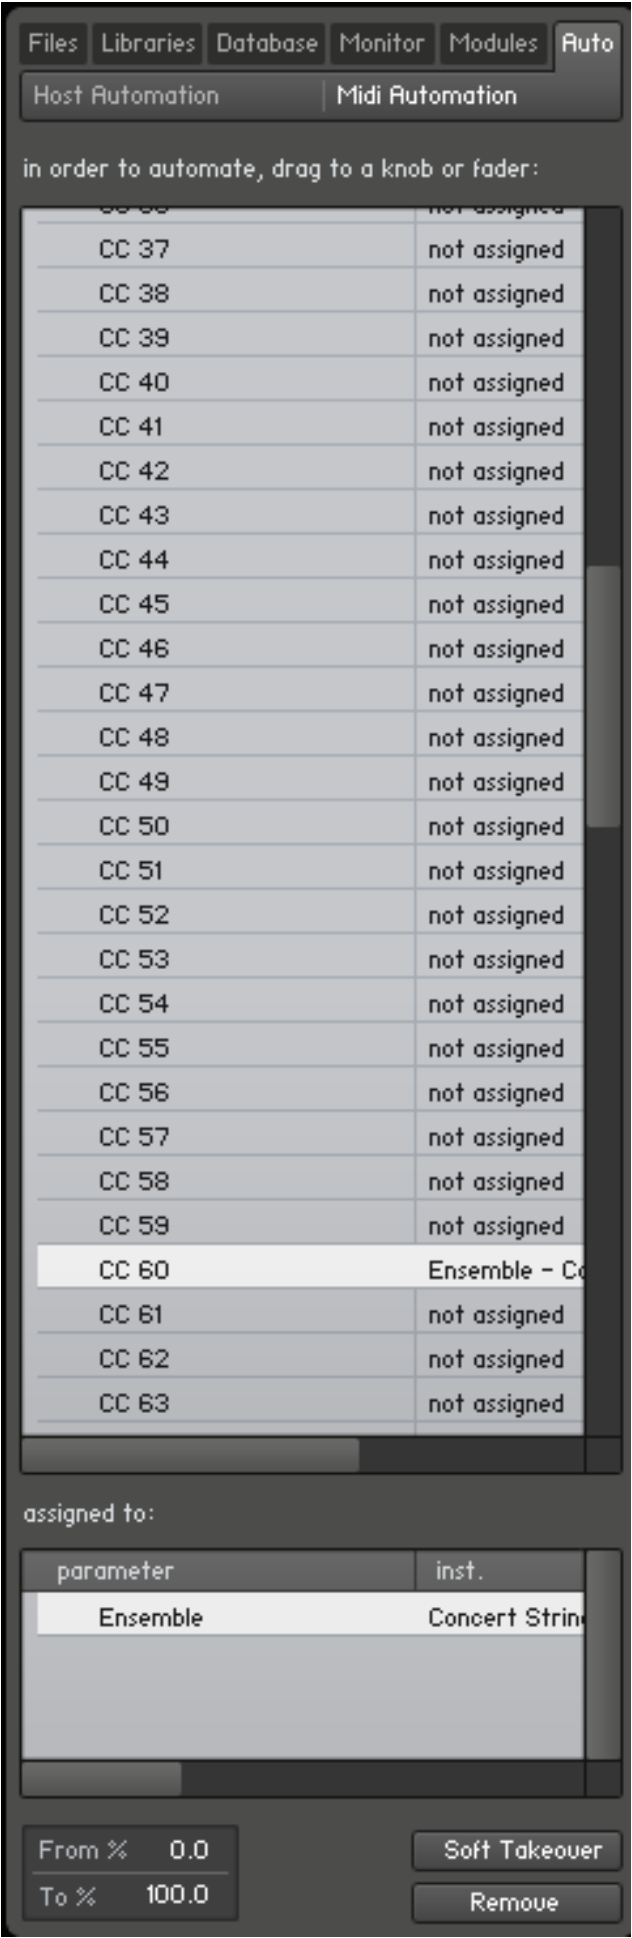 Files Libraries Database Monitor Modules Auto
Host Automation Midi Automation
in order to automate, drag to a knob or fader:
CC 37 not assigned
CC 38 not assigned
CC 39 not assigned
CC 40 not assigned
CC 41 not assigned
CC 42 not assigned
CC 43 not assigned
CC 44 not assigned
CC 45 not assigned
CC 46 not assigned
CC 47 not assigned
CC 48 not assigned
CC 49 not assigned
CC 50 not assigned
CC 51 not assigned
CC 52 not assigned
CC 53 not assigned
CC 54 not assigned
CC 55 not assigned
CC 56 not assigned
CC 57 not assigned
CC 58 not assigned
CC 59 not assigned
CC 60 Ensemble - Co
CC 61 not assigned
CC 62 not assigned
CC 63 not assigned
assigned to:
parameter inst.
Ensemble Concert String
From % 0.0 Soft Takeover
To % 100.0 Remove